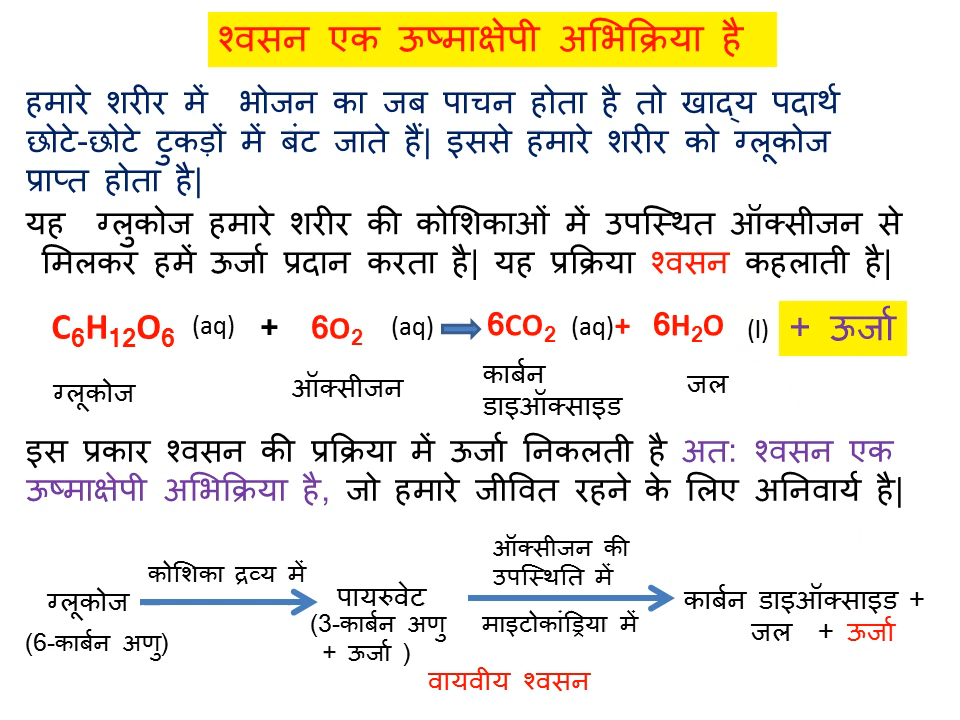 श्वसन एक ऊष्माक्षेपी अभिक्रिया है
हमारे शरीर में भोजन का जब पाचन होता है तो खाद्य पदार्थ
छोटे-छोटे टुकड़ों में बंट जाते हैं| इससे हमारे शरीर को ग्लूकोज
प्राप्त होता है|
यह ग्लुकोज हमारे शरीर की कोशिकाओं में उपस्थित ऑक्सीजन से
मिलकर हमें ऊर्जा प्रदान करता है| यह प्रक्रिया श्वसन कहलाती है|
C6H12O6 (aq) + 6O2 (aq) → 6CO2 (aq)+ 6H2O (l) + ऊर्जा
ग्लूकोज ऑक्सीजन कार्बन जल
डाइऑक्साइड
इस प्रकार श्वसन की प्रक्रिया में ऊर्जा निकलती है अत: श्वसन एक
ऊष्माक्षेपी अभिक्रिया है, जो हमारे जीवित रहने के लिए अनिवार्य है|
ऑक्सीजन की
कोशिका द्रव्य में उपस्थिति में
ग्लूकोज पायरुवेट कार्बन डाइऑक्साइड +
(6-कार्बन अणु) (3-कार्बन अणु माइटोकांड्रिया में जल + ऊर्जा
+ ऊर्जा )
वायवीय श्वसन